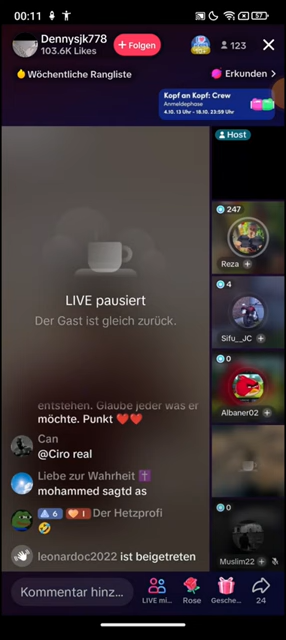 00:11
57
Dennysjk778
103.6K Likes
+ Folgen
123
Wöchentliche Rangliste
Erkunden >
Kopf an Kopf: Crew
Anmeldephase
4.10. 13 Uhr - 18.10. 23:59 Uhr
Host
LIVE pausiert
Der Gast ist gleich zurück.
247
Reza +
4
Sifu_JC +
0
Albaner02 +
0
Muslim22 +
entstehen. Glaube jeder was er
möchte. Punkt ❤️❤️
Can
@Ciro real
Liebe zur Wahrheit ✝️
mohammed sagtd as
6 1 Der Hetzprofi
🤣
leonardoc2022 ist beigetreten
Kommentar hinz...
LIVE mi...
Rose
Gesche...
24